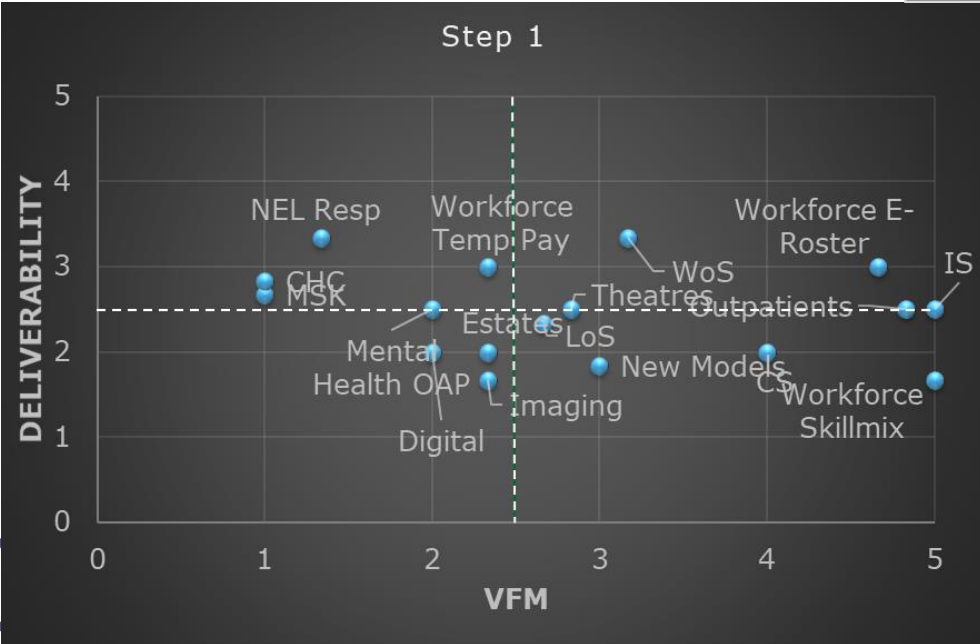 Step 1
5
4
3
2
1
0
DELIVERABILITY
NEL Resp
Workforce
Temp Pay
Workforce E-
Roster
IS
CHC
MSK
WoS
Theatres
Outpatients
Estates
LoS
Mental
Health OAP
New Models
CS
Workforce
Skillmix
Imaging
Digital
0 1 2 3 4 5
VFM